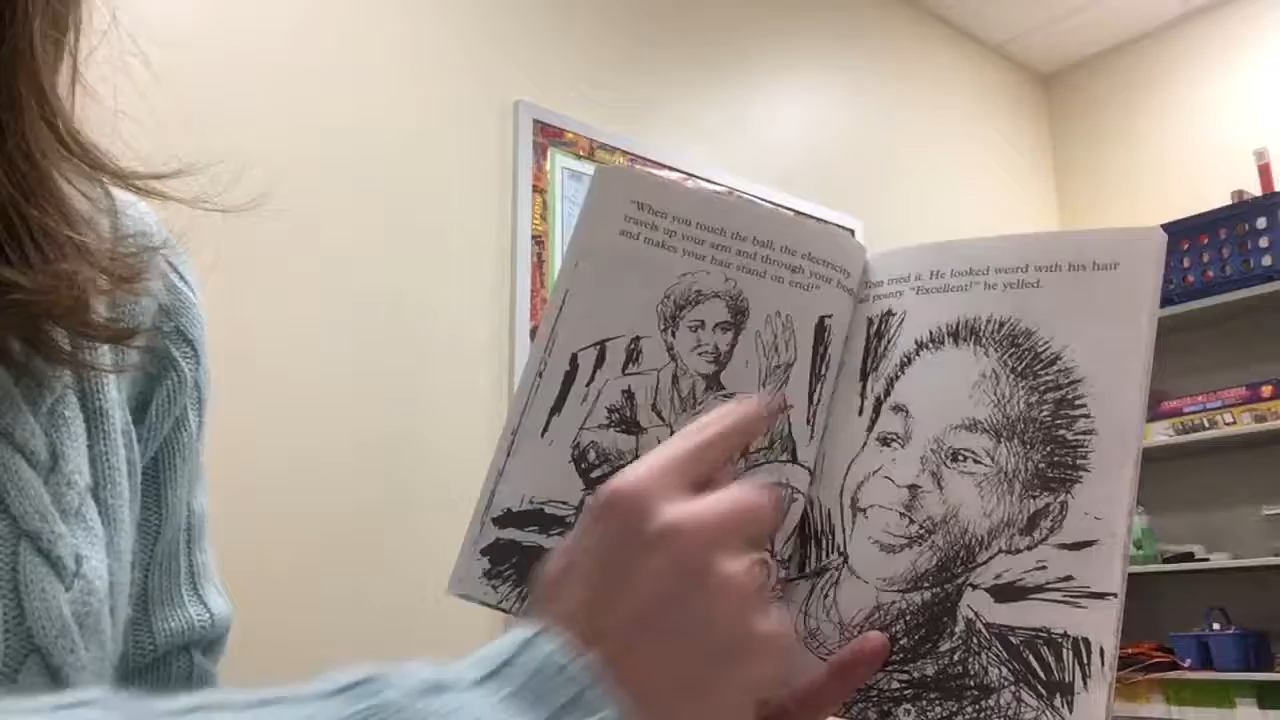 "When you touch the ball, the electricity
travels up your arm and through your body
and makes your hair stand on end!"
Tom tried it. He looked weird with his hair
all pointy. "Excellent!" he yelled.